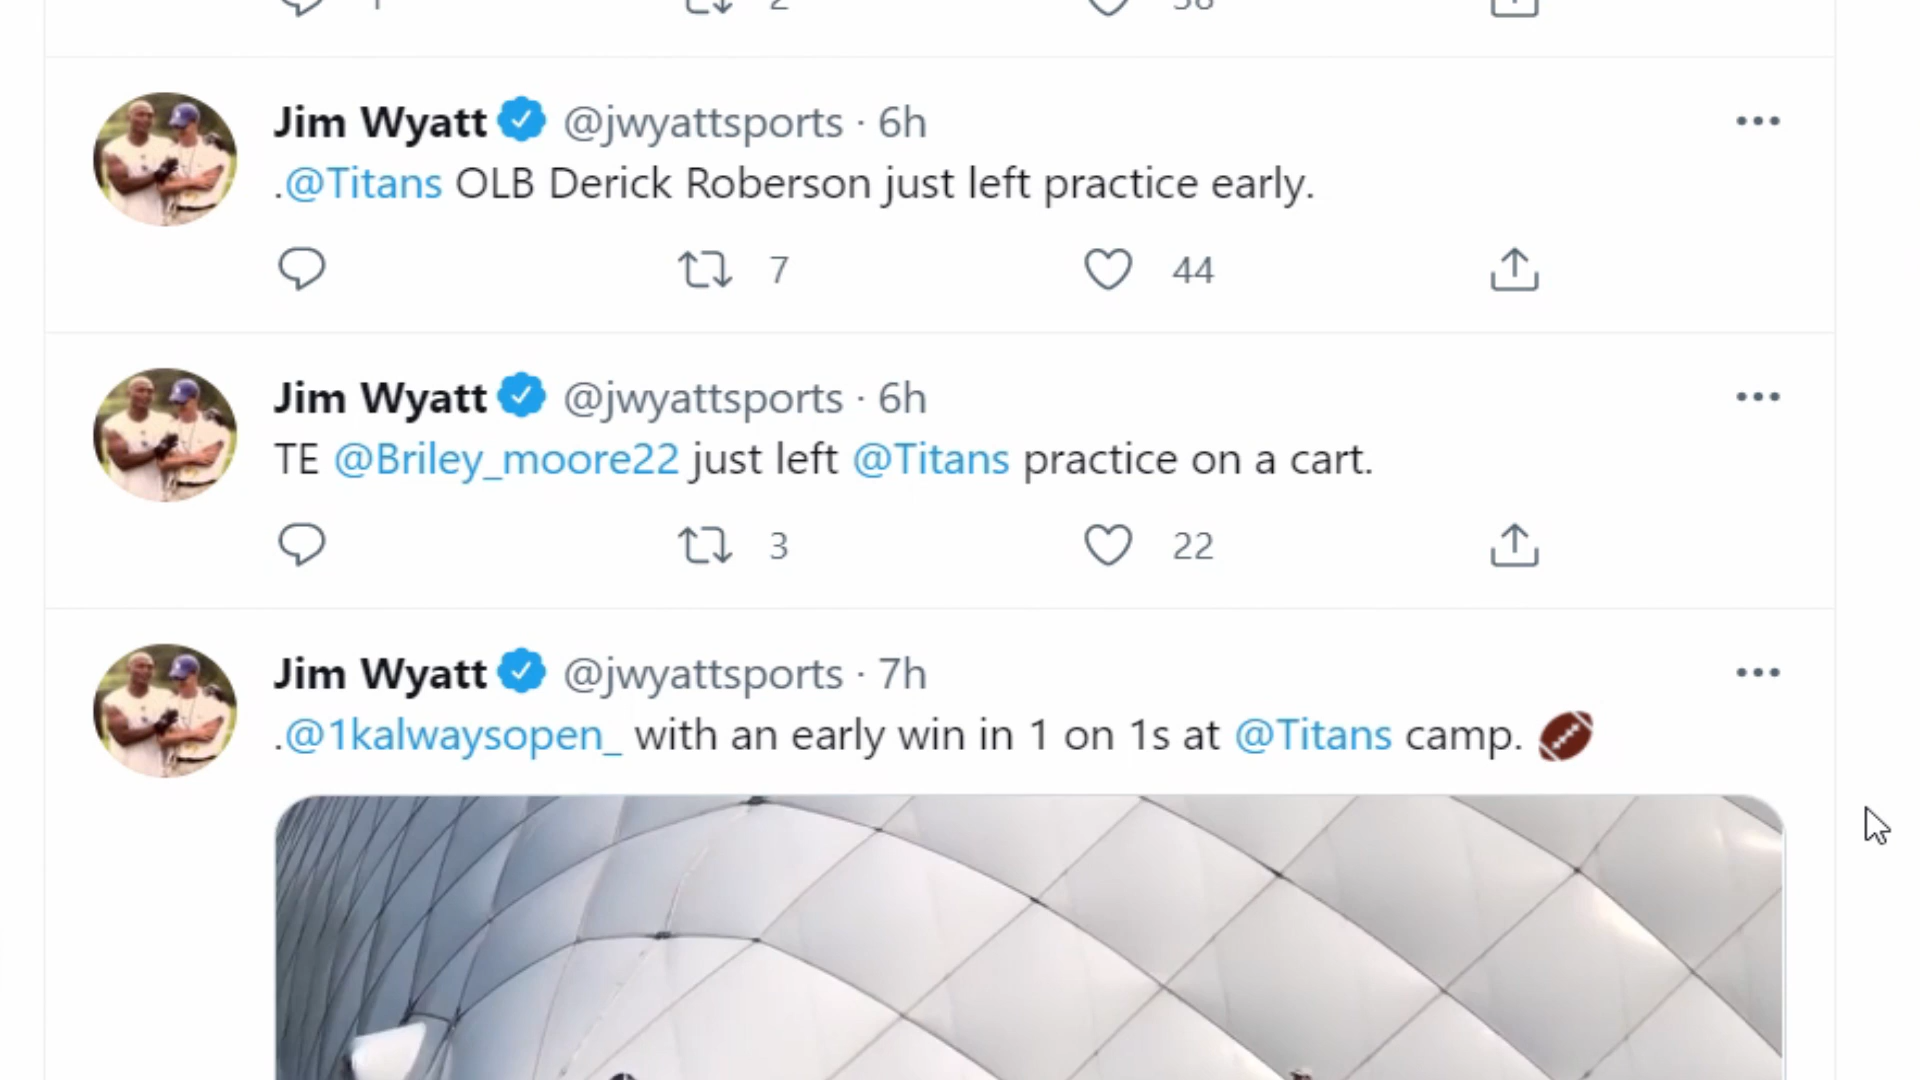 2
Jim Wyatt @jwyattsports · 6h
.@Titans OLB Derick Roberson just left practice early.
7 44
Jim Wyatt @jwyattsports · 6h
TE @Briley_moore22 just left @Titans practice on a cart.
3 22
Jim Wyatt @jwyattsports · 7h
.@1kalwaysopen_ with an early win in 1 on 1s at @Titans camp. 🏈